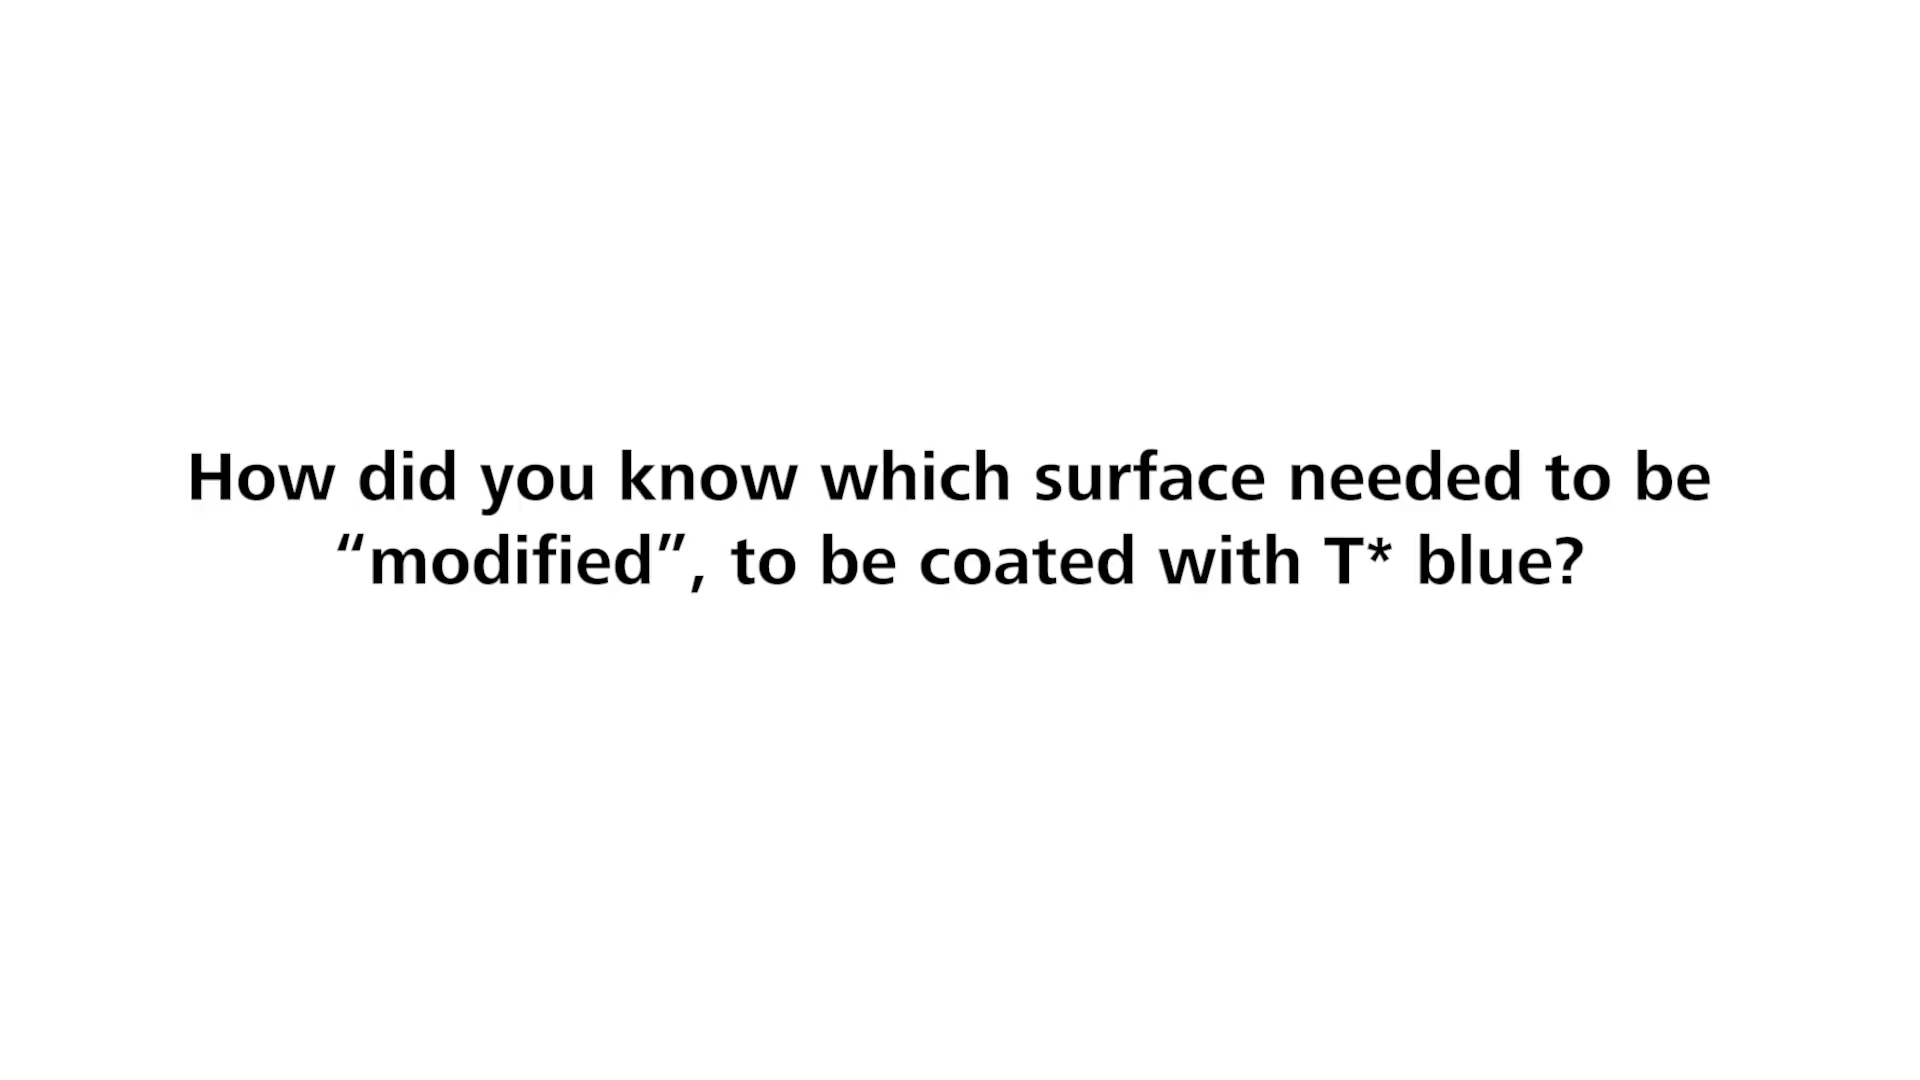 How did you know which surface needed to be
“modified”, to be coated with T* blue?